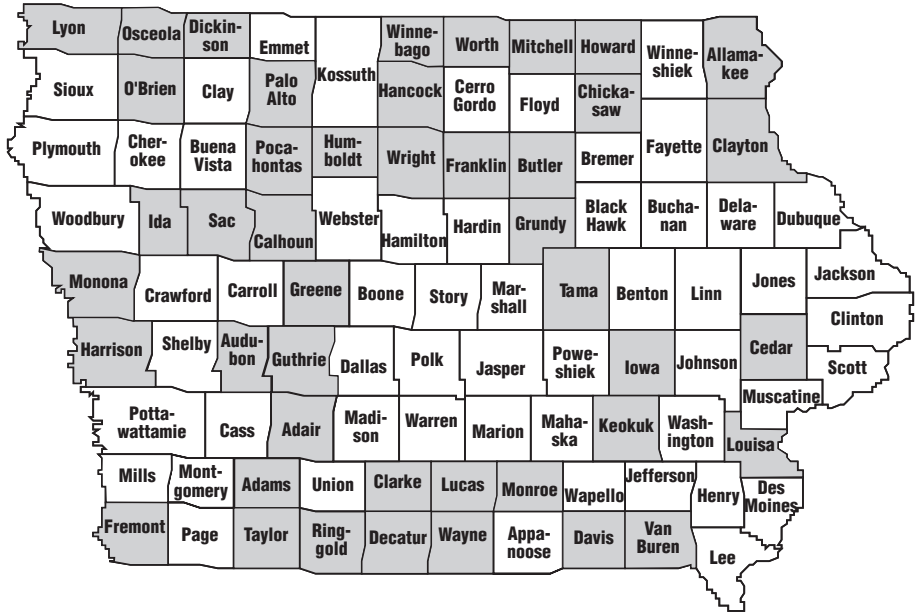 Lyon
Osceola
Dickin-
son
Emmet
Kossuth
Winne-
bago
Worth
Mitchell
Howard
Winne-
shiek
Allama-
kee
Sioux
O'Brien
Clay
Palo
Alto
Hancock
Cerro
Gordo
Floyd
Chicka-
saw
Plymouth
Cher-
okee
Buena
Vista
Poca-
hontas
Hum-
boldt
Wright
Franklin
Butler
Bremer
Fayette
Clayton
Woodbury
Ida
Sac
Calhoun
Webster
Hamilton
Hardin
Grundy
Black
Hawk
Bucha-
nan
Dela-
ware
Dubuque
Monona
Crawford
Carroll
Greene
Boone
Story
Mar-
shall
Tama
Benton
Linn
Jones
Jackson
Clinton
Harrison
Shelby
Audu-
bon
Guthrie
Dallas
Polk
Jasper
Powe-
shiek
Iowa
Johnson
Cedar
Scott
Muscatine
Potta-
wattamie
Cass
Adair
Madi-
son
Warren
Marion
Maha-
ska
Keokuk
Wash-
ington
Louisa
Mills
Mont-
gomery
Adams
Union
Clarke
Lucas
Monroe
Wapello
Jefferson
Henry
Des
Moines
Fremont
Page
Taylor
Ring-
gold
Decatur
Wayne
Appa-
noose
Davis
Van
Buren
Lee